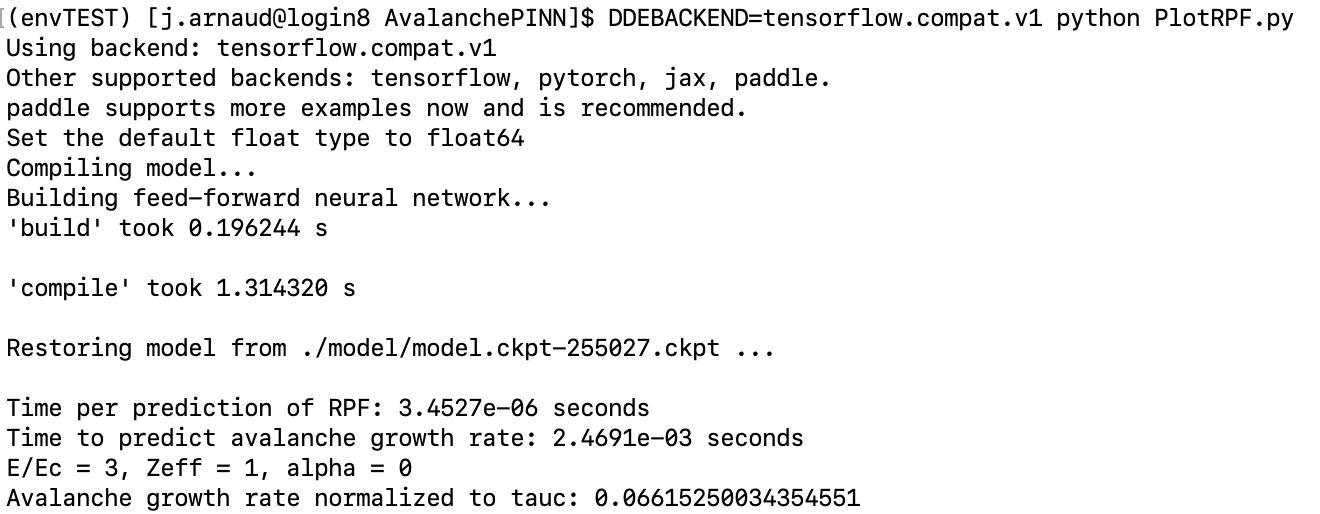 (envTEST) [j.arnaud@login8 AvalanchePINN]$ DDEBACKEND=tensorflow.compat.v1 python PlotRPF.py
Using backend: tensorflow.compat.v1
Other supported backends: tensorflow, pytorch, jax, paddle.
paddle supports more examples now and is recommended.
Set the default float type to float64
Compiling model...
Building feed-forward neural network...
'build' took 0.196244 s
'compile' took 1.314320 s
Restoring model from ./model/model.ckpt-255027.ckpt ...
Time per prediction of RPF: 3.4527e-06 seconds
Time to predict avalanche growth rate: 2.4691e-03 seconds
E/Ec = 3, Zeff = 1, alpha = 0
Avalanche growth rate normalized to tauc: 0.06615250034354551